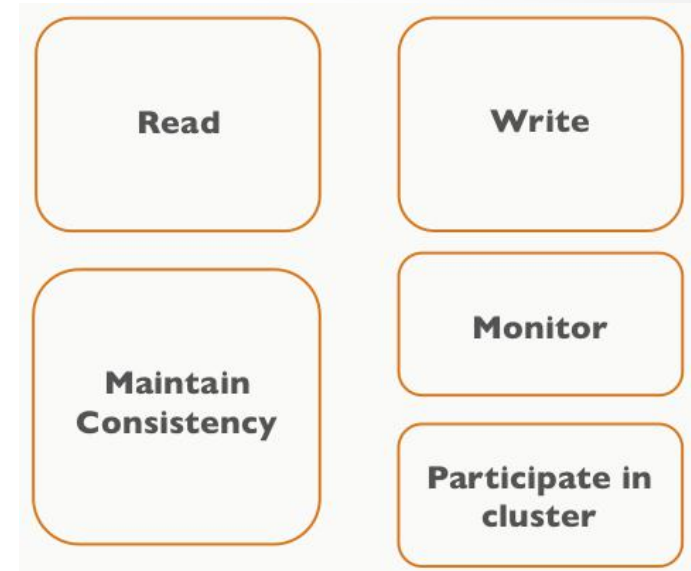 Read
Write
Maintain
Consistency
Monitor
Participate in
cluster